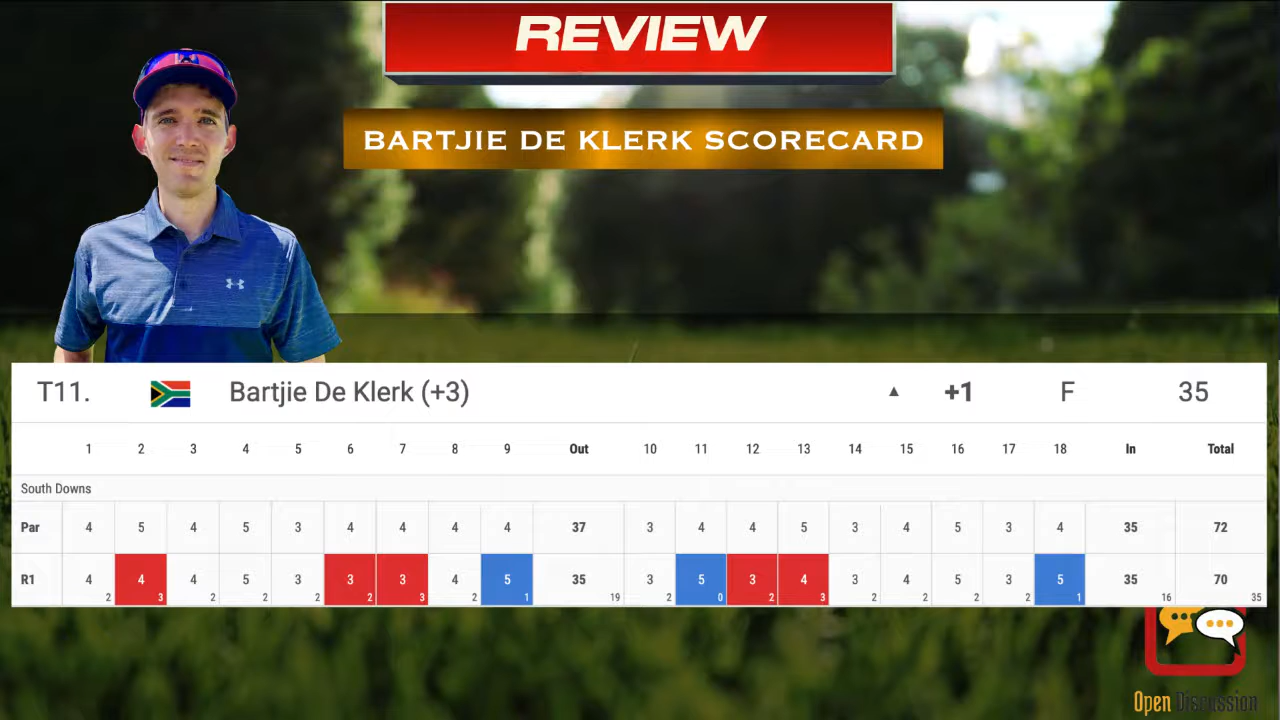 REVIEW
BARTJIE DE KLERK SCORECARD
T11. Bartjie De Klerk (+3) ▲ +1 F 35
1 2 3 4 5 6 7 8 9 Out 10 11 12 13 14 15 16 17 18 In Total
South Downs
Par 4 5 4 5 3 4 4 4 4 37 3 4 4 5 3 4 5 3 4 35 72
R1 4 4 4 5 3 3 3 4 5 35 3 5 3 4 3 4 5 3 5 35 70
2 3 2 2 2 2 3 2 1 19 2 0 2 3 2 2 2 2 1 16 35
Open Discussion